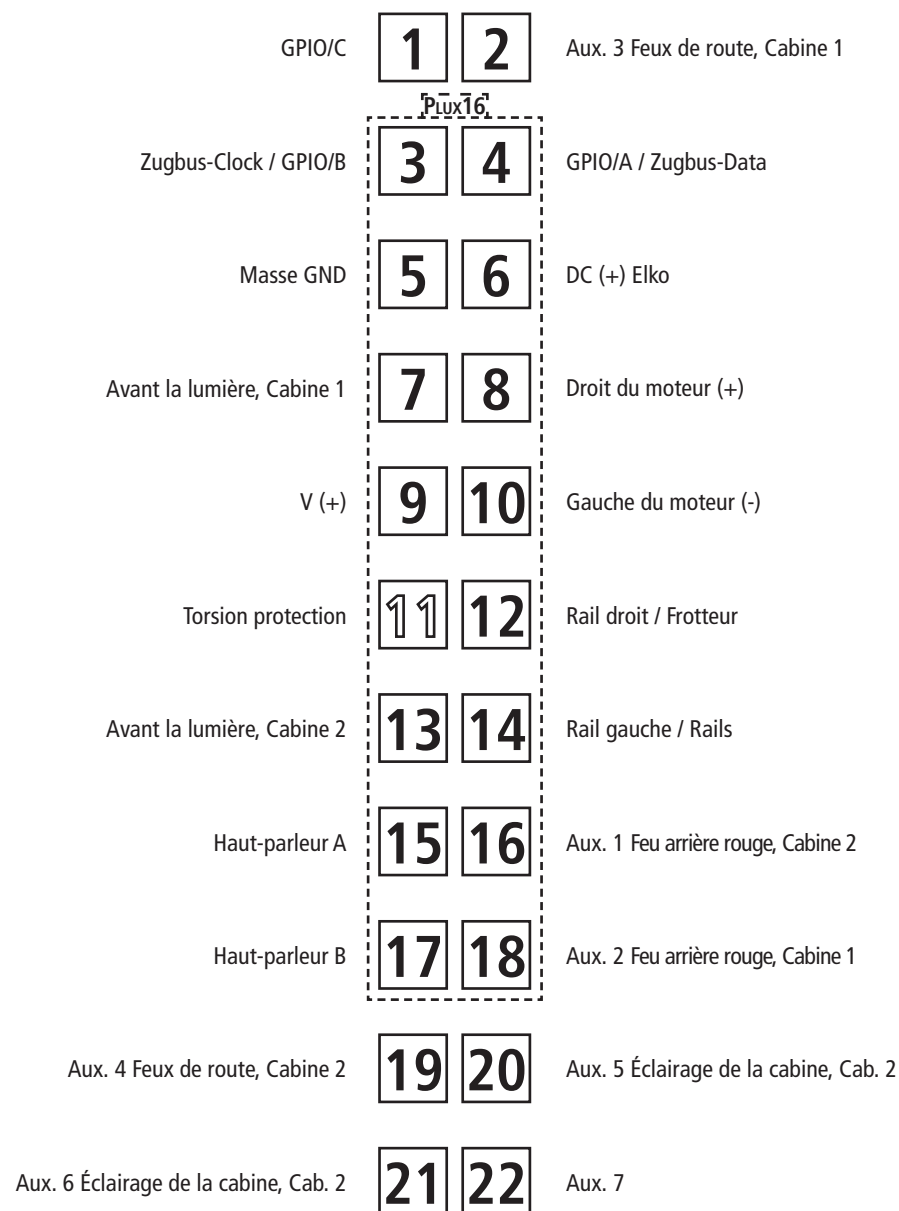 GPIO/C 1 2 Aux. 3 Feux de route, Cabine 1
PLUX16
Zugbus-Clock / GPIO/B 3 4 GPIO/A / Zugbus-Data
Masse GND 5 6 DC (+) Elko
Avant la lumière, Cabine 1 7 8 Droit du moteur (+)
V (+) 9 10 Gauche du moteur (-)
Torsion protection 11 12 Rail droit / Frotteur
Avant la lumière, Cabine 2 13 14 Rail gauche / Rails
Haut-parleur A 15 16 Aux. 1 Feu arrière rouge, Cabine 2
Haut-parleur B 17 18 Aux. 2 Feu arrière rouge, Cabine 1
Aux. 4 Feux de route, Cabine 2 19 20 Aux. 5 Éclairage de la cabine, Cab. 2
Aux. 6 Éclairage de la cabine, Cab. 2 21 22 Aux. 7